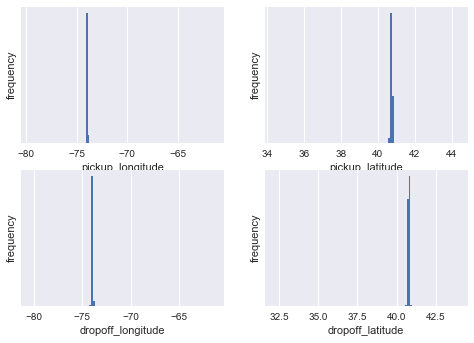 frequency
−80 −75 −70 −65
pickup_longitude
frequency
34 36 38 40 42 44
pickup_latitude
frequency
−80 −75 −70 −65
dropoff_longitude
frequency
32.5 35.0 37.5 40.0 42.5
dropoff_latitude